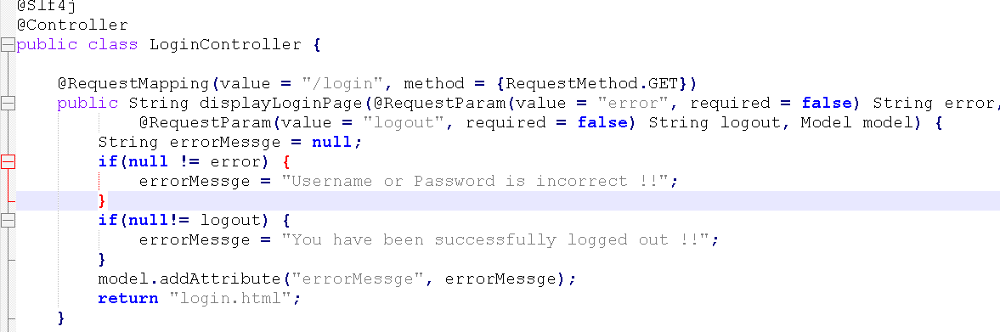 @Slf4j
@Controller
public class LoginController {
@RequestMapping(value = "/login", method = {RequestMethod.GET})
public String displayLoginPage(@RequestParam(value = "error", required = false) String error,
@RequestParam(value = "logout", required = false) String logout, Model model) {
String errorMessge = null;
if(null != error) {
errorMessge = "Username or Password is incorrect !!";
}
if(null!= logout) {
errorMessge = "You have been successfully logged out !!";
}
model.addAttribute("errorMessge", errorMessge);
return "login.html";
}